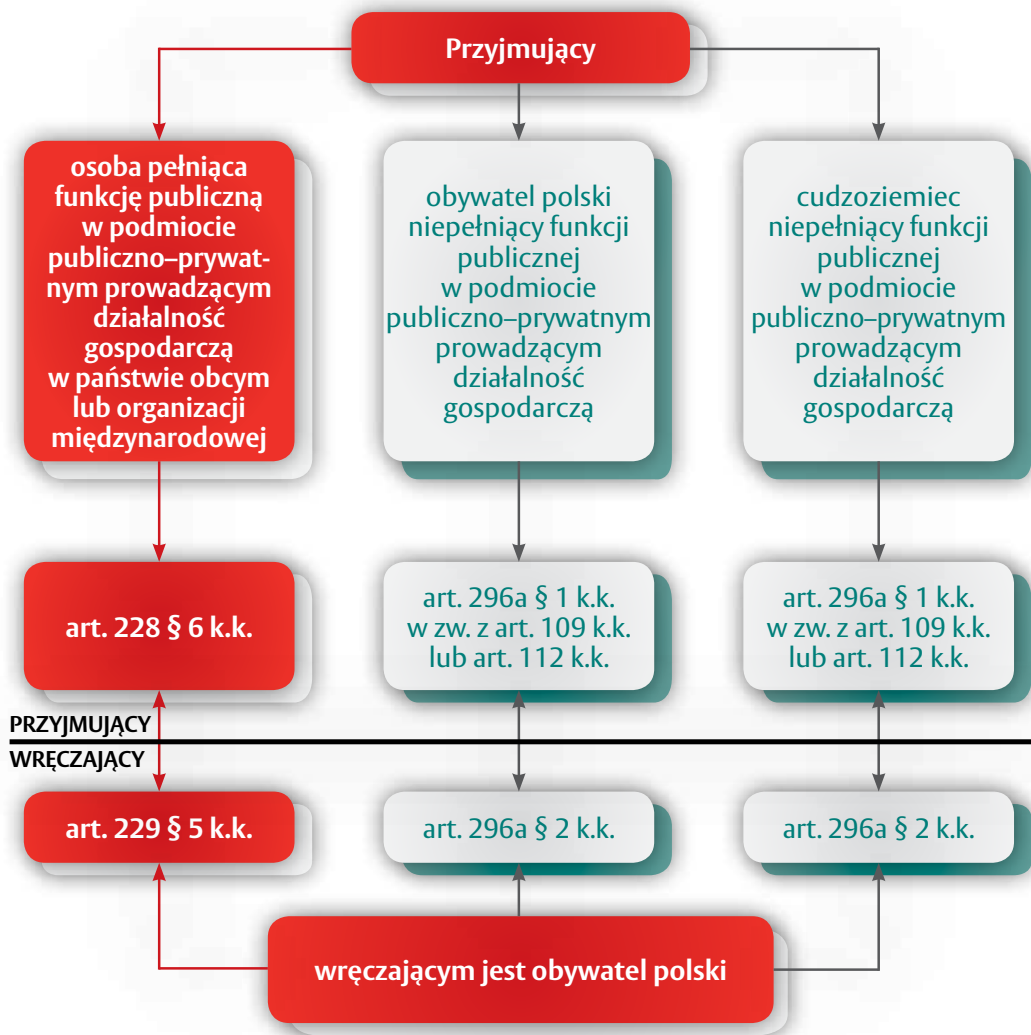 Przyjmujący
osoba pełniąca
funkcję publiczną
w podmiocie
publiczno–prywat-
nym prowadzącym
działalność
gospodarczą
w państwie obcym
lub organizacji
międzynarodowej
obywatel polski
niepełniący funkcji
publicznej
w podmiocie
publiczno–prywatnym
prowadzącym
działalność
gospodarczą
cudzoziemiec
niepełniący funkcji
publicznej
w podmiocie
publiczno–prywatnym
prowadzącym
działalność
gospodarczą
art. 228 § 6 k.k.
art. 296a § 1 k.k.
w zw. z art. 109 k.k.
lub art. 112 k.k.
art. 296a § 1 k.k.
w zw. z art. 109 k.k.
lub art. 112 k.k.
PRZYJMUJĄCY
WRĘCZAJĄCY
art. 229 § 5 k.k.
art. 296a § 2 k.k.
art. 296a § 2 k.k.
wręczającym jest obywatel polski